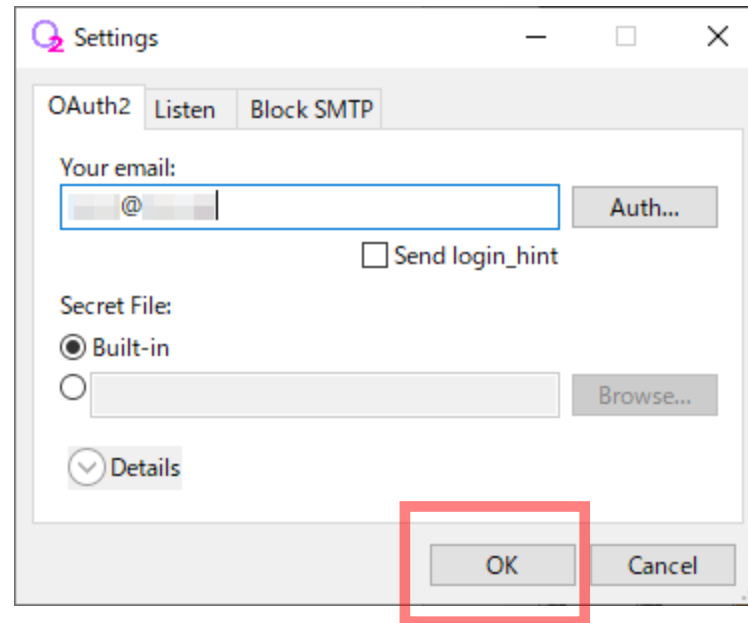 Settings
OAuth2 Listen Block SMTP
Your email:
@
Auth...
Send login_hint
Secret File:
Built-in
Browse...
Details
OK Cancel